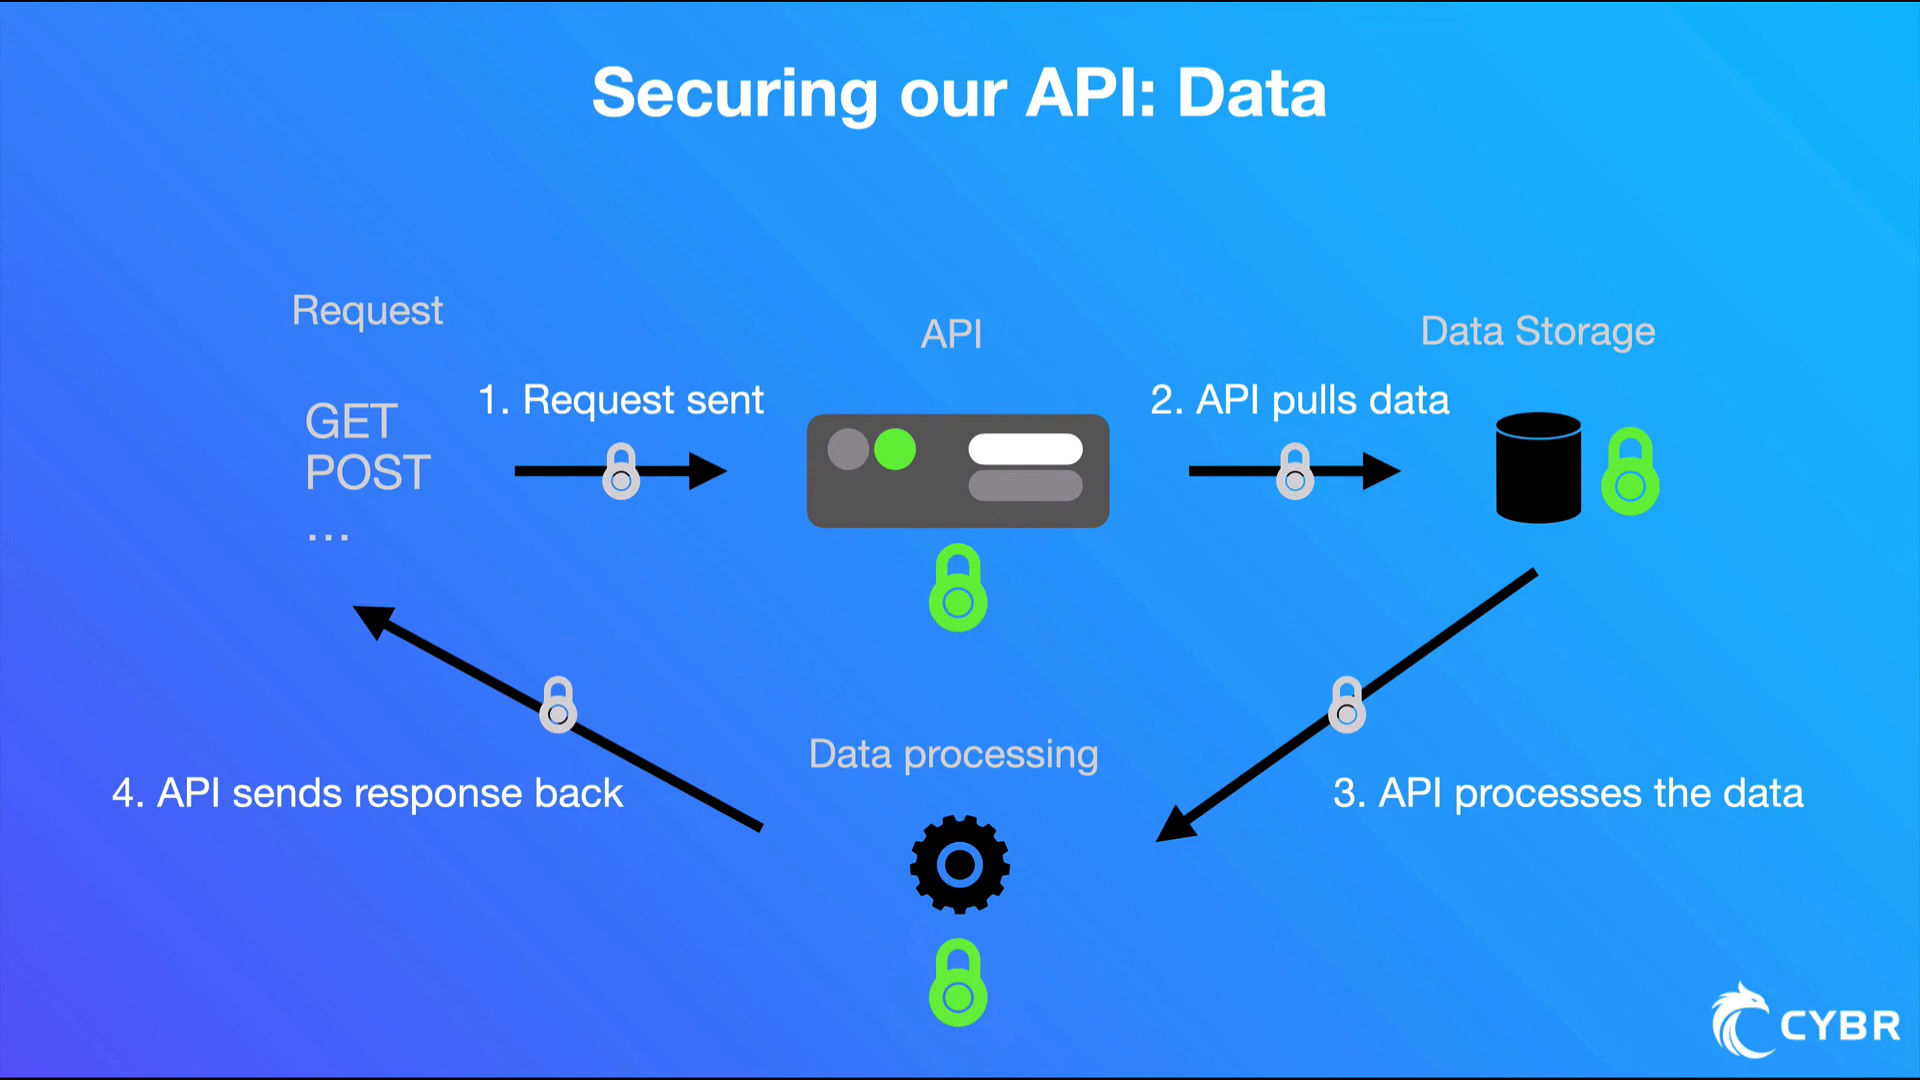 Securing our API: Data
Request
API
Data Storage
GET
POST
...
1. Request sent
2. API pulls data
Data processing
4. API sends response back
3. API processes the data
CYBR